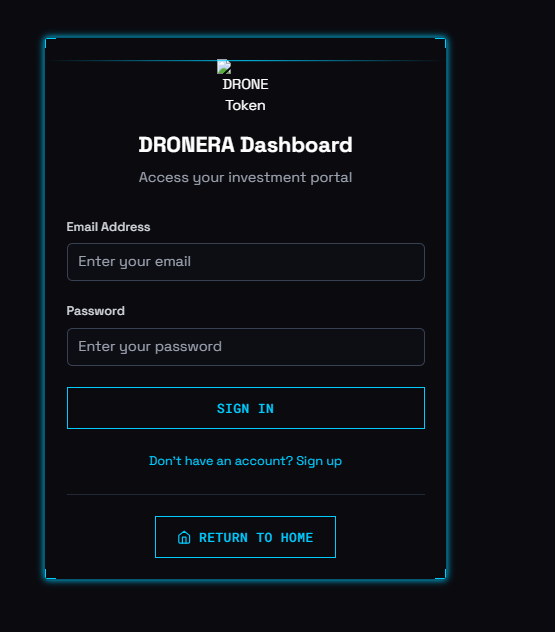 DRONE
Token
DRONERA Dashboard
Access your investment portal
Email Address
Enter your email
Password
Enter your password
SIGN IN
Don't have an account? Sign up
RETURN TO HOME